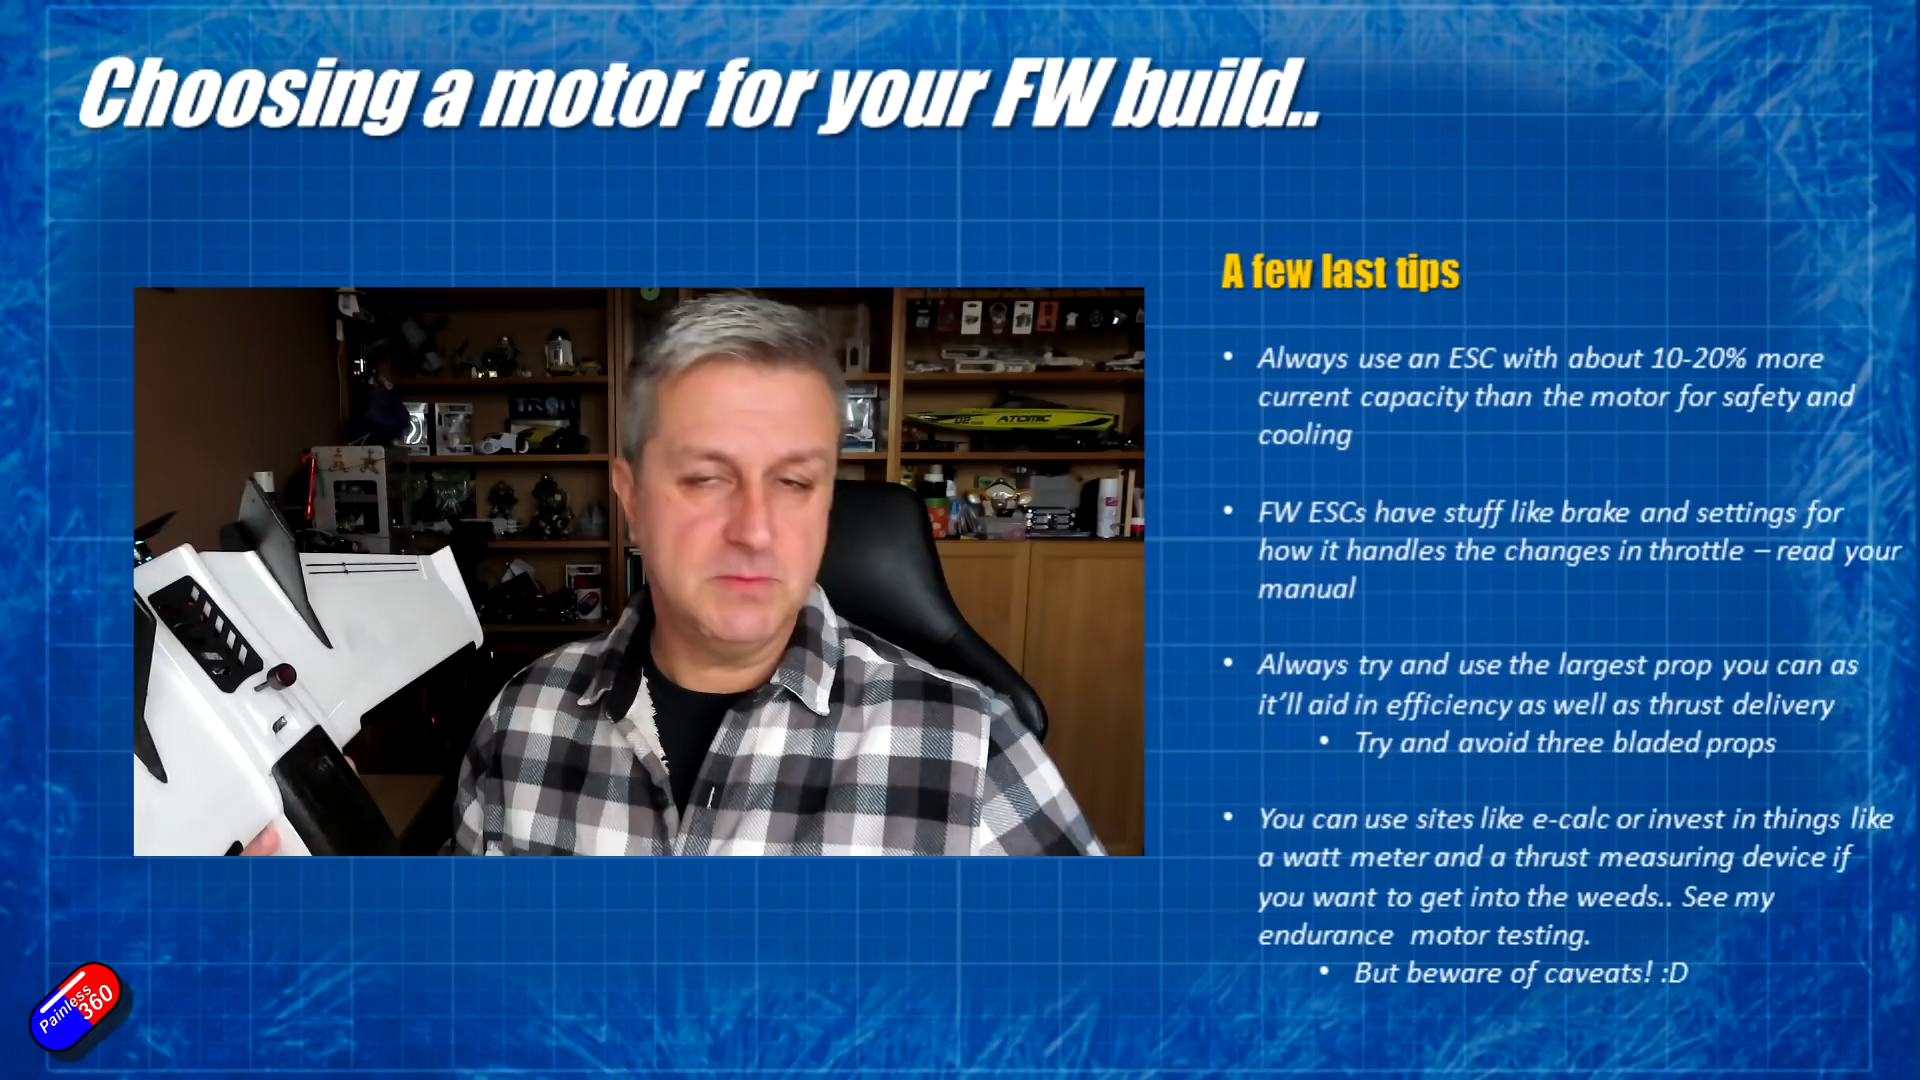 Choosing a motor for your FW build..
A few last tips
• Always use an ESC with about 10-20% more
current capacity than the motor for safety and
cooling
• FW ESCs have stuff like brake and settings for
how it handles the changes in throttle – read your
manual
• Always try and use the largest prop you can as
it’ll aid in efficiency as well as thrust delivery
• Try and avoid three bladed props
• You can use sites like e-calc or invest in things like
a watt meter and a thrust measuring device if
you want to get into the weeds.. See my
endurance  motor testing.
• But beware of caveats! :D
TRON
ATOMIC
Painless
360